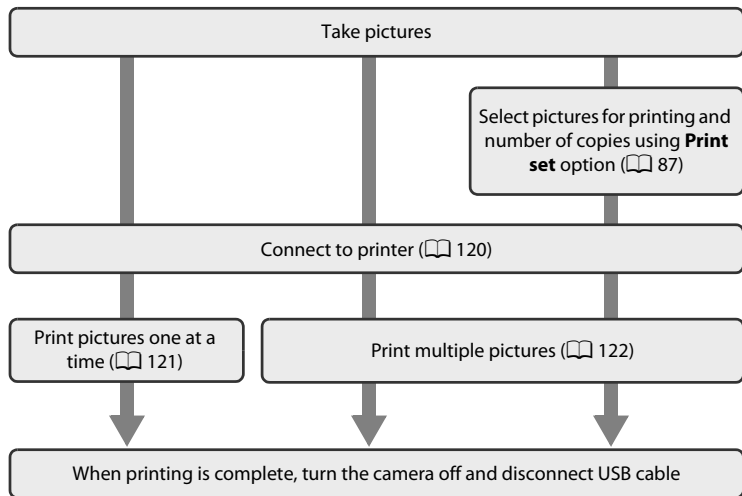 Take pictures
Select pictures for printing and
number of copies using Print
set option (📖 87)
Connect to printer (📖 120)
Print pictures one at a
time (📖 121)
Print multiple pictures (📖 122)
When printing is complete, turn the camera off and disconnect USB cable